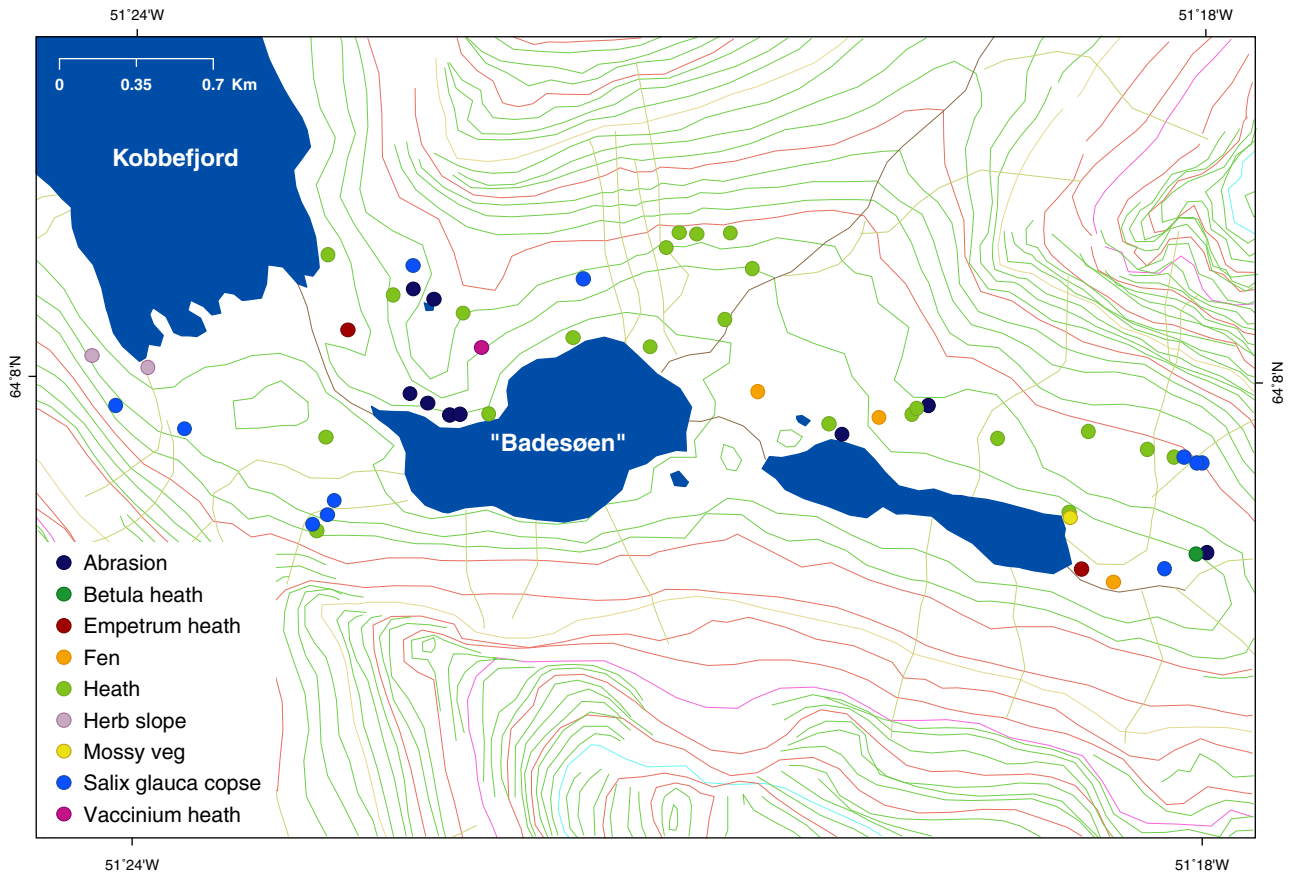 51˚24'W
51˚18'W
0 0.35 0.7 Km
Kobbefjord
64˚8'N
64˚8'N
"Badesøen"
Abrasion
Betula heath
Empetrum heath
Fen
Heath
Herb slope
Mossy veg
Salix glauca copse
Vaccinium heath
51˚24'W
51˚18'W